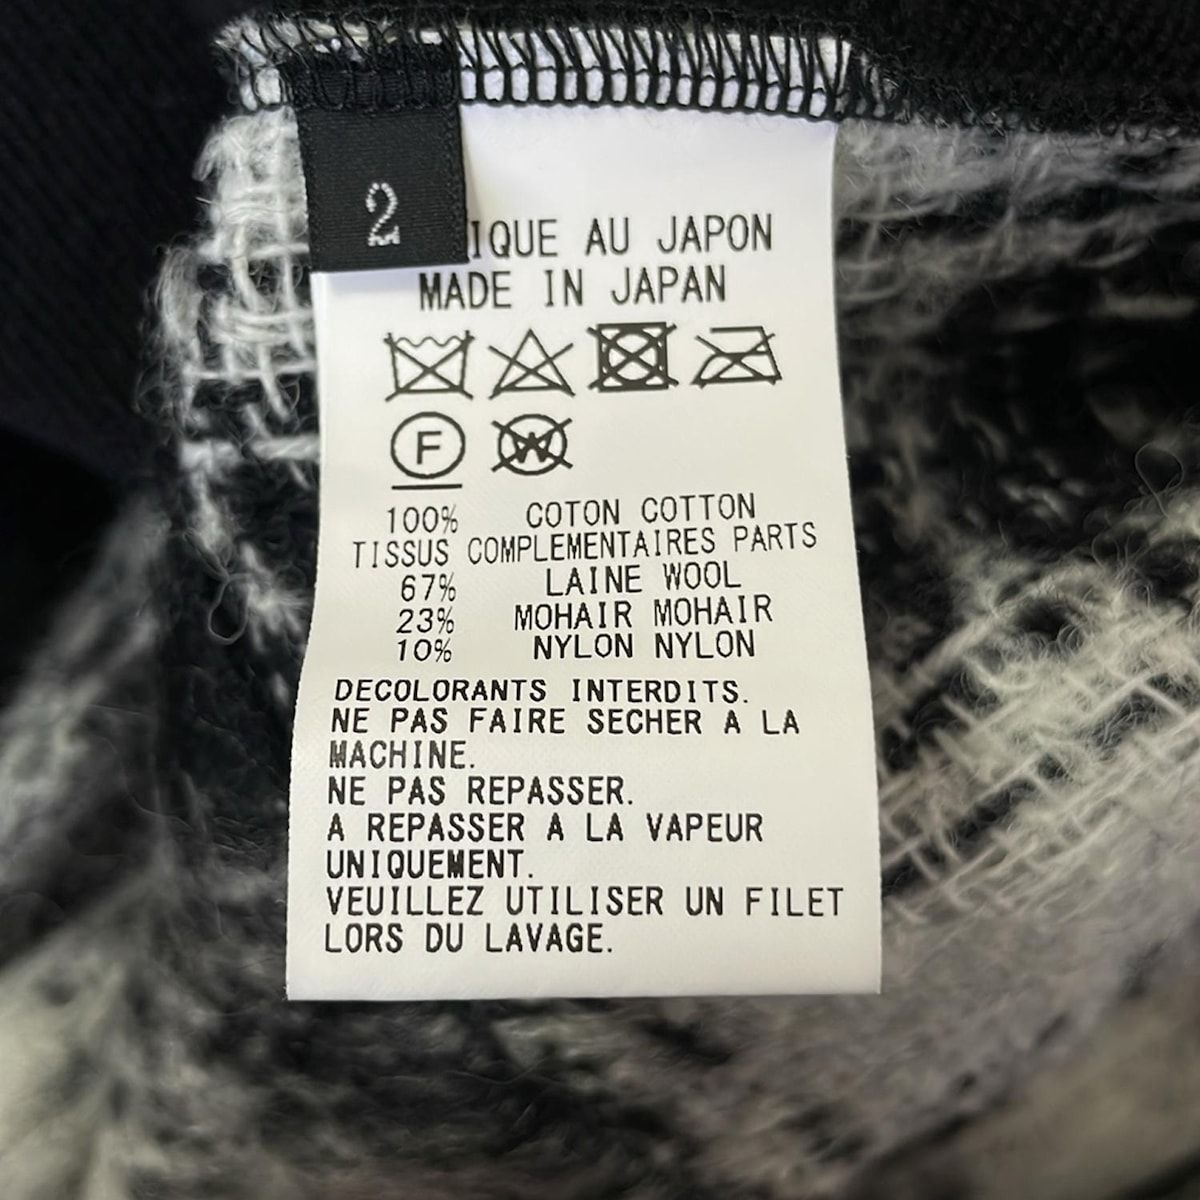 2
IQUE AU JAPON
MADE IN JAPAN
F
W
100% COTON COTTON
TISSUS COMPLEMENTAIRES PARTS
67% LAINE WOOL
23% MOHAIR MOHAIR
10% NYLON NYLON
DECOLORANTS INTERDITS.
NE PAS FAIRE SECHER A LA
MACHINE.
NE PAS REPASSER.
A REPASSER A LA VAPEUR
UNIQUEMENT.
VEUILLEZ UTILISER UN FILET
LORS DU LAVAGE.